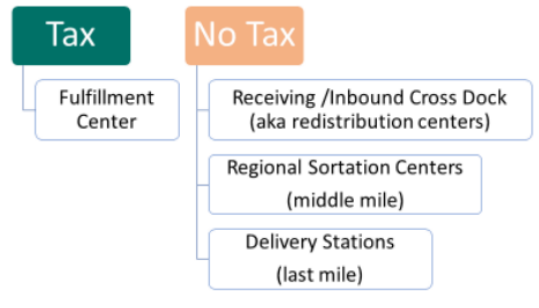 Tax
No Tax
Fulfillment
Center
Receiving /Inbound Cross Dock
(aka redistribution centers)
Regional Sortation Centers
(middle mile)
Delivery Stations
(last mile)